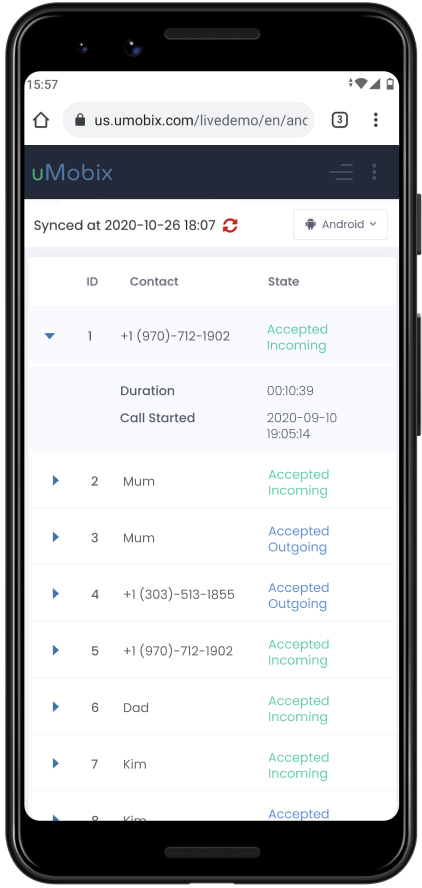 15:57
us.umobix.com/livedemo/en/anc
3
uMobix
Synced at 2020-10-26 18:07
Android
ID Contact State
1 +1 (970)-712-1902 Accepted
Incoming
Duration 00:10:39
Call Started 2020-09-10
19:05:14
2 Mum Accepted
Incoming
3 Mum Accepted
Outgoing
4 +1 (303)-513-1855 Accepted
Outgoing
5 +1 (970)-712-1902 Accepted
Incoming
6 Dad Accepted
Incoming
7 Kim Accepted
Incoming
8 Kim Accepted